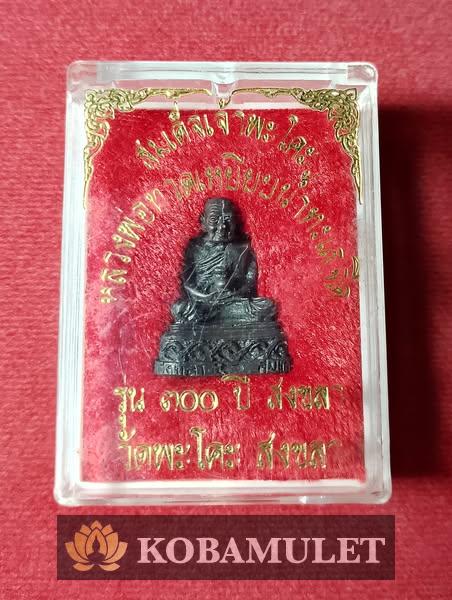 สมเด็จเจ้าพะโคะ
หลวงพ่อทวดเหยียบน้ำทะเลจืด
รุ่น ๓๐๐ ปี สงขลา
วัดพะโคะ สงขลา
KOBAMULET